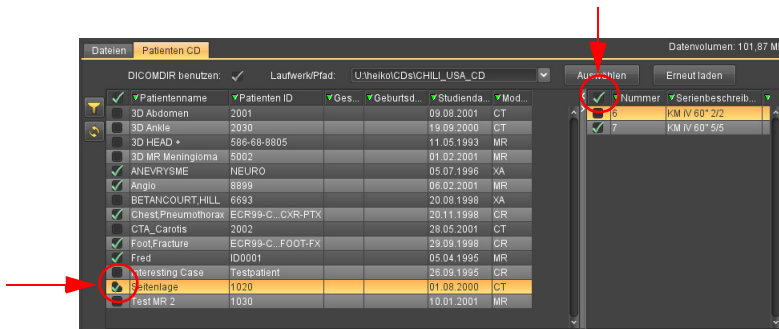 Dateien Patienten CD Datenvolumen: 101,87 M
DICOMDIR benutzen: Laufwerk/Pfad: U:\heiko\CDs\CHILI_USA_CD Auswählen Erneut laden
Patientenname Patienten ID Ges... Geburtsd... Studienda... Mod... Nummer Serienbeschreib...
3D Abdomen 2001 09.08.2001 CT 6 KM IV 60" 2/2
3D Ankle 2030 19.09.2000 CT 7 KM IV 60" 5/5
3D HEAD + 586-68-8805 11.05.1993 MR
3D MR Meningioma 5002 01.02.2001 MR
ANEVRYSME NEURO 05.07.1996 XA
Angio 8899 06.02.2001 MR
BETANCOURT,HILL 6693 20.08.1998 XA
Chest,Pneumothorax ECR99-C...CXR-PTX 20.11.1998 CR
CTA_Carotis 2002 28.05.2001 CT
Foot,Fracture ECR99-C...FOOT-FX 29.09.1998 CR
Fred ID0001 05.04.1995 MR
Interesting Case Testpatient 26.09.1995 CR
Seitenlage 1020 01.08.2000 CT
Test MR 2 1030 10.01.2001 MR